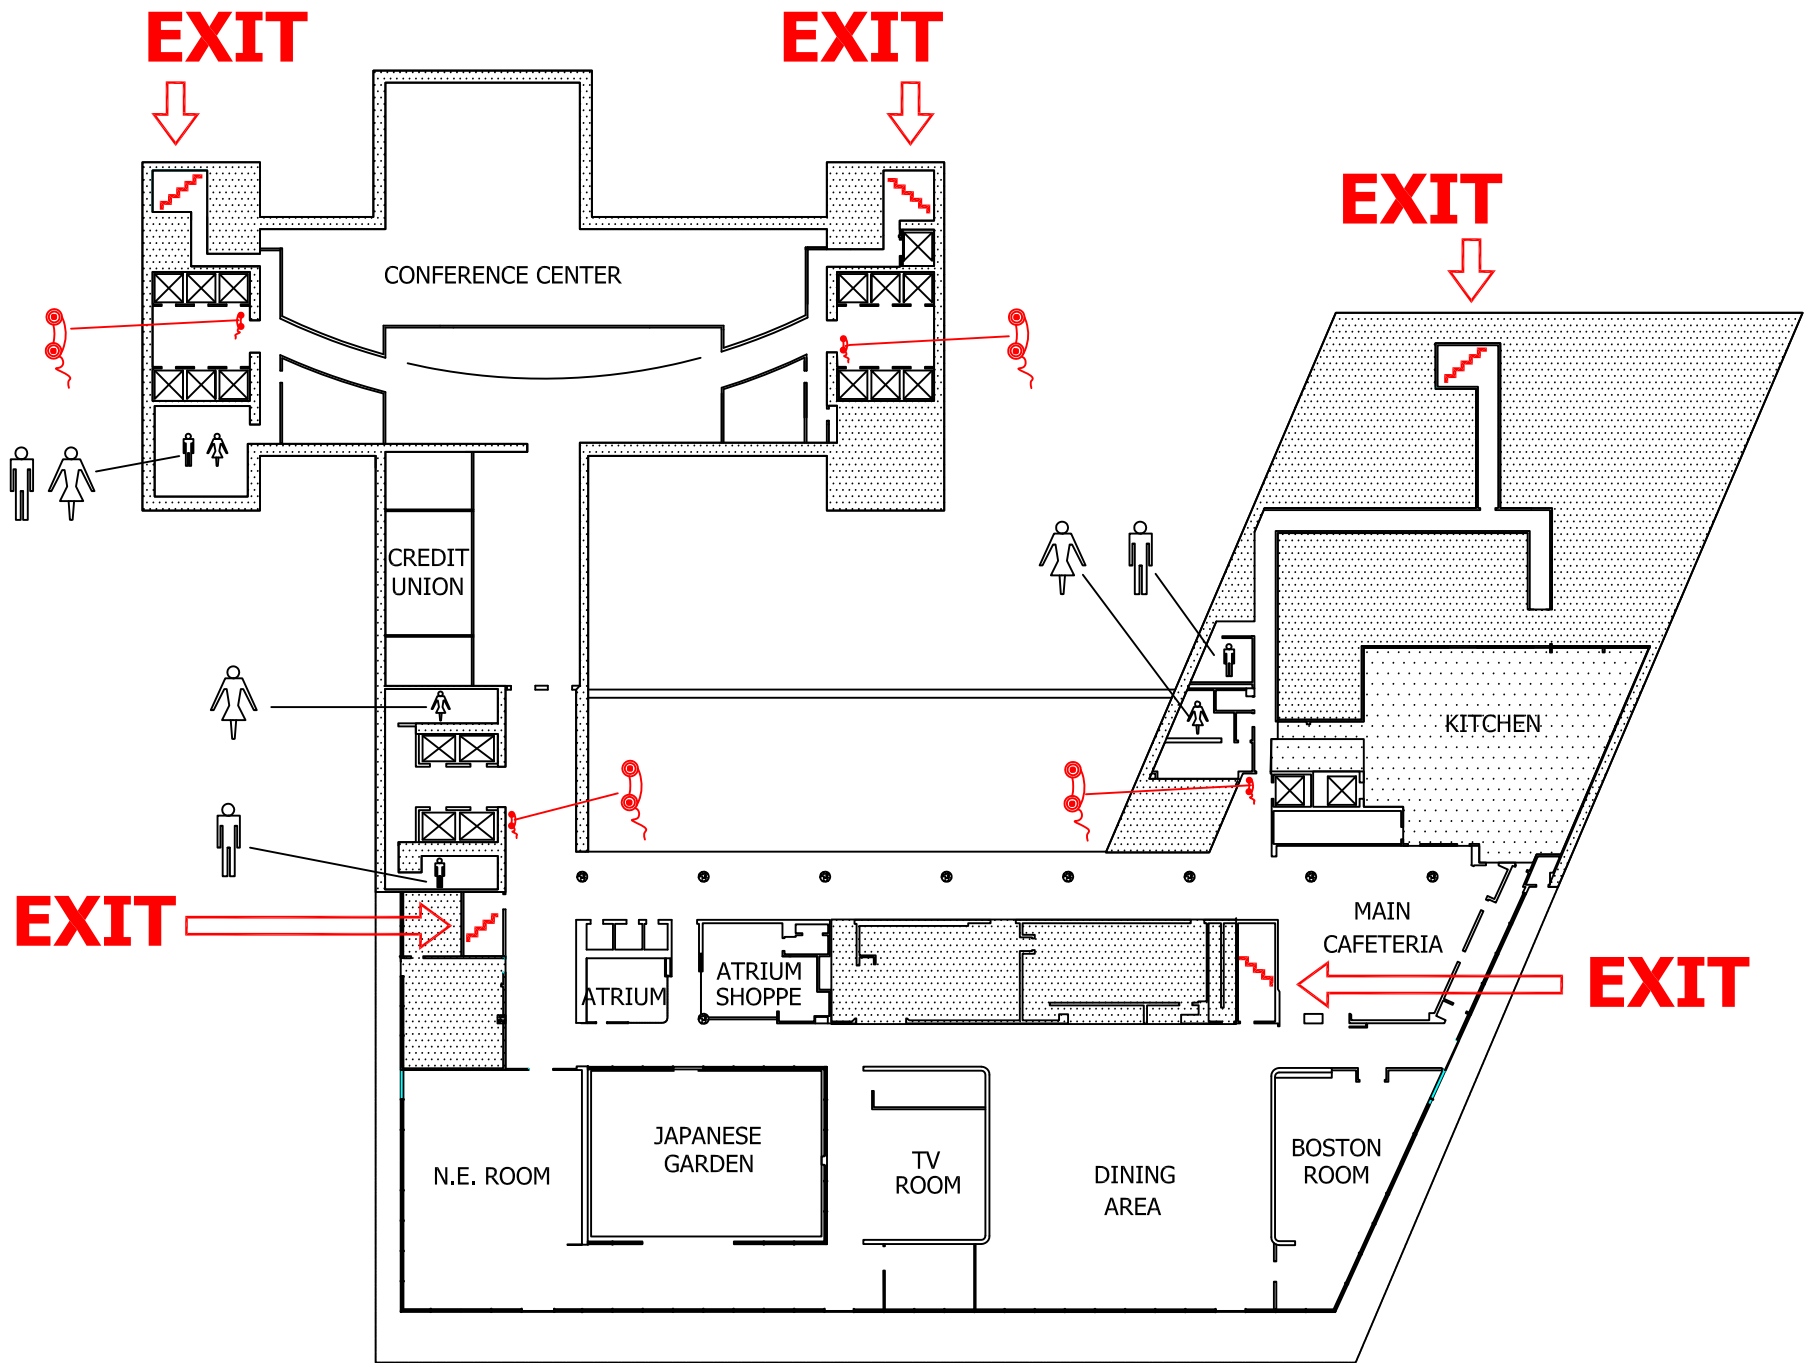 EXIT
EXIT
EXIT
CONFERENCE CENTER
CREDIT
UNION
KITCHEN
EXIT
MAIN
CAFETERIA
ATRIUM
ATRIUM
SHOPPE
EXIT
JAPANESE
GARDEN
N.E. ROOM
TV
ROOM
DINING
AREA
BOSTON
ROOM